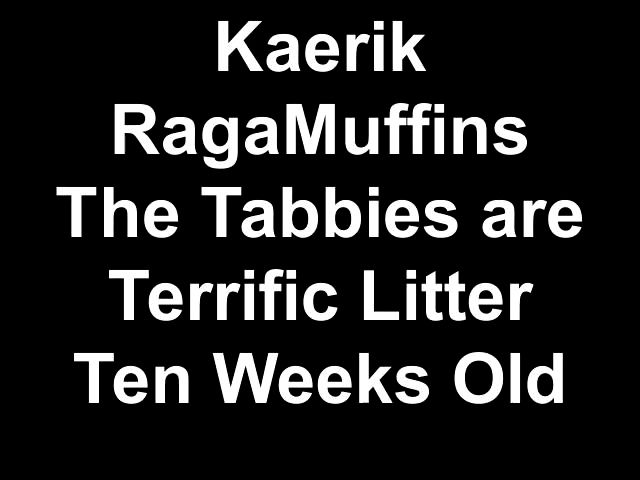 Kaerik
RagaMuffins
The Tabbies are
Terrific Litter
Ten Weeks Old